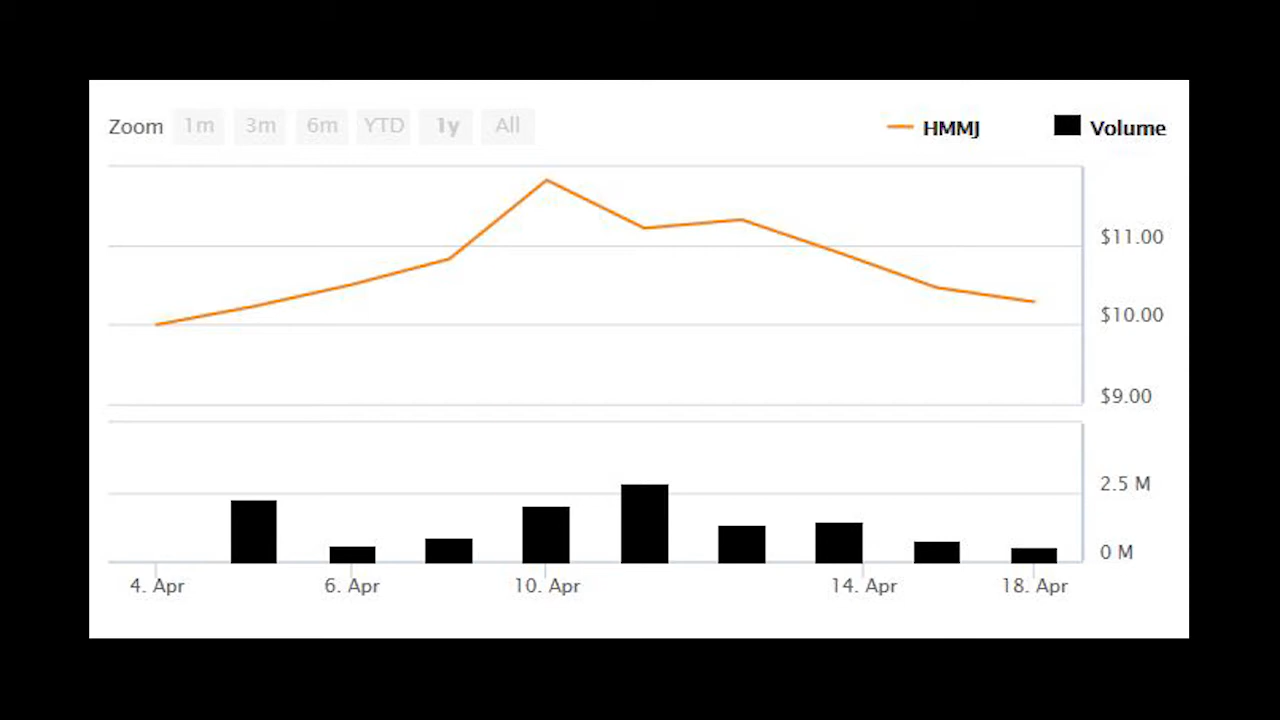 Zoom 1m 3m 6m YTD 1y All HMMJ Volume
$11.00
$10.00
$9.00
2.5 M
0 M
4. Apr 6. Apr 10. Apr 14. Apr 18. Apr